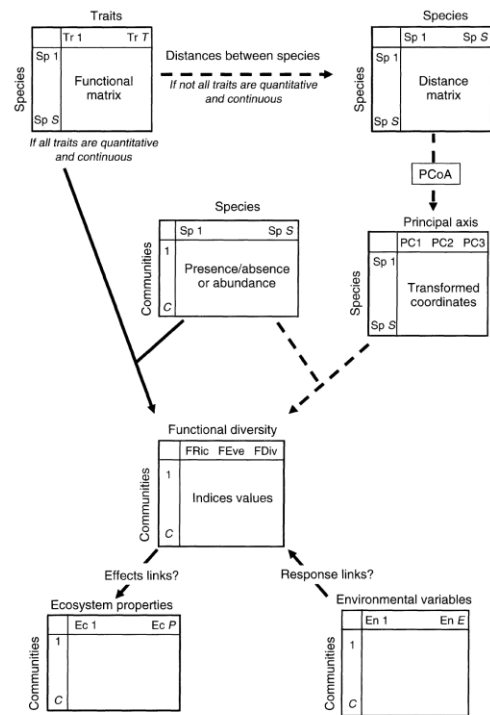 Traits
Tr 1 Tr T
Species
Sp 1
Functional
matrix
Sp S
If all traits are quantitative
and continuous
Distances between species
If not all traits are quantitative
and continuous
Species
Sp 1 Sp S
Species
Sp 1
Distance
matrix
Sp S
PCoA
Principal axis
PC1 PC2 PC3
Species
Sp 1
Transformed
coordinates
Sp S
Species
Sp 1 Sp S
Communities
1
Presence/absence
or abundance
C
Functional diversity
FRic FEve FDiv
Communities
1
Indices values
C
Effects links?
Response links?
Ecosystem properties
Ec 1 Ec P
Communities
1
C
Environmental variables
En 1 En E
Communities
1
C